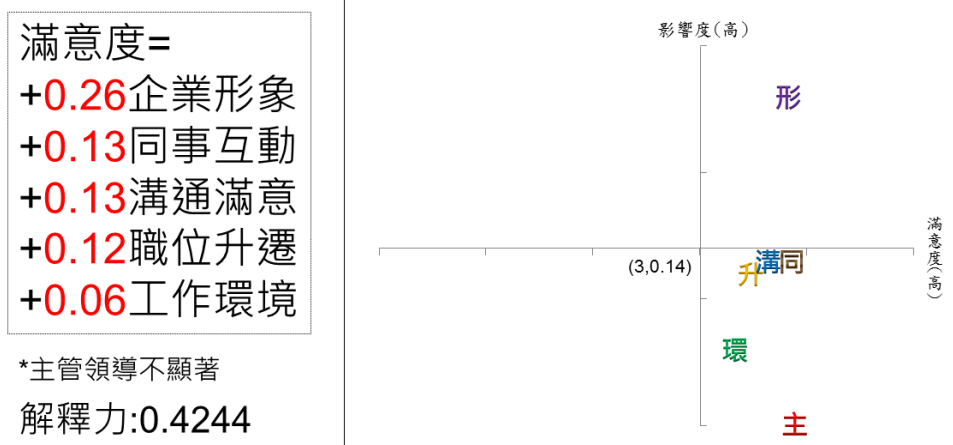 滿意度=
+0.26企業形象
+0.13同事互動
+0.13溝通滿意
+0.12職位升遷
+0.06工作環境
*主管領導不顯著
解釋力:0.4244
影響度(高)
形
滿意度(高)
(3,0.14)
溝同
升
環
主